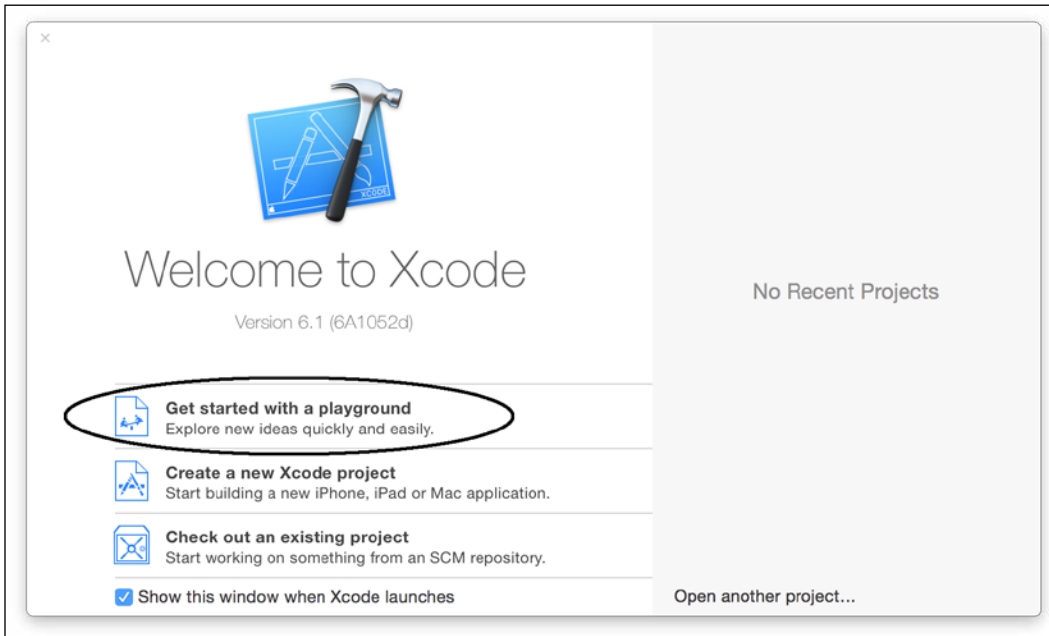 XCODE
Welcome to Xcode
Version 6.1 (6A1052d)
Get started with a playground
Explore new ideas quickly and easily.
Create a new Xcode project
Start building a new iPhone, iPad or Mac application.
Check out an existing project
Start working on something from an SCM repository.
Show this window when Xcode launches
No Recent Projects
Open another project...